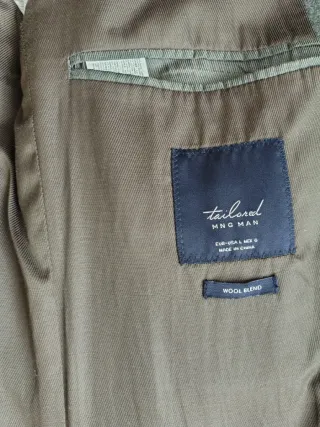 tailored
MNG MAN
EUR-USA L MEX G
MADE IN CHINA
WOOL BLEND